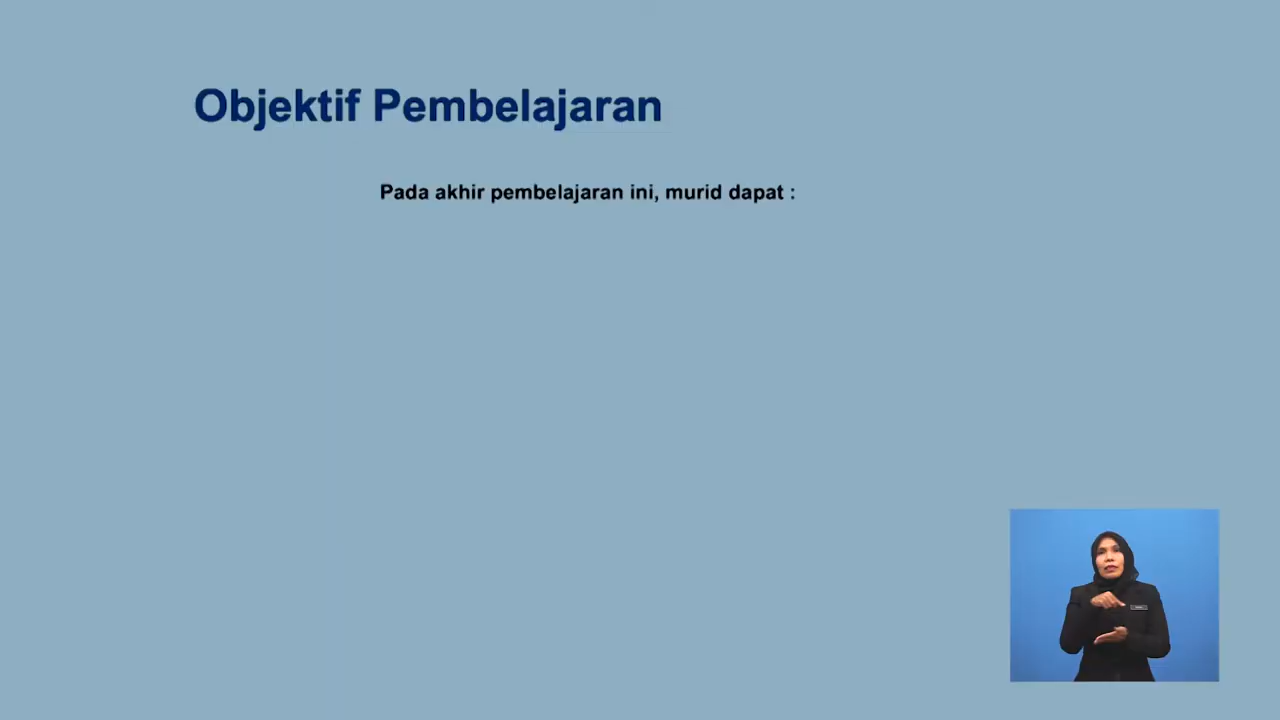 Objektif Pembelajaran
Pada akhir pembelajaran ini, murid dapat :